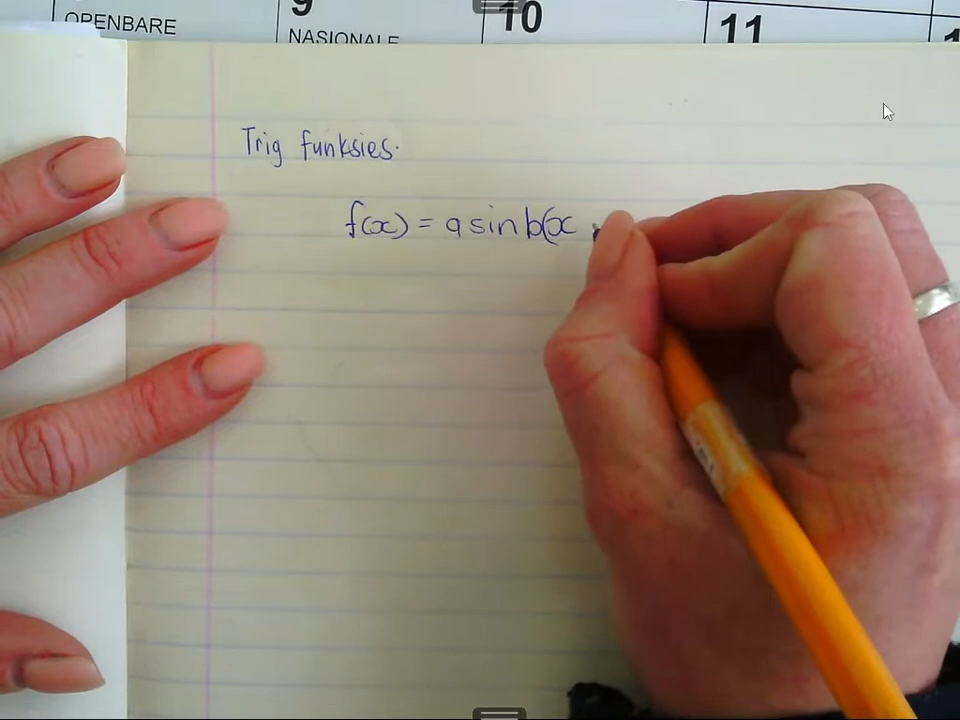 9
10
11
OPENBARE
NASIONALE
Trig funksies.
f(x) = a sin b(x